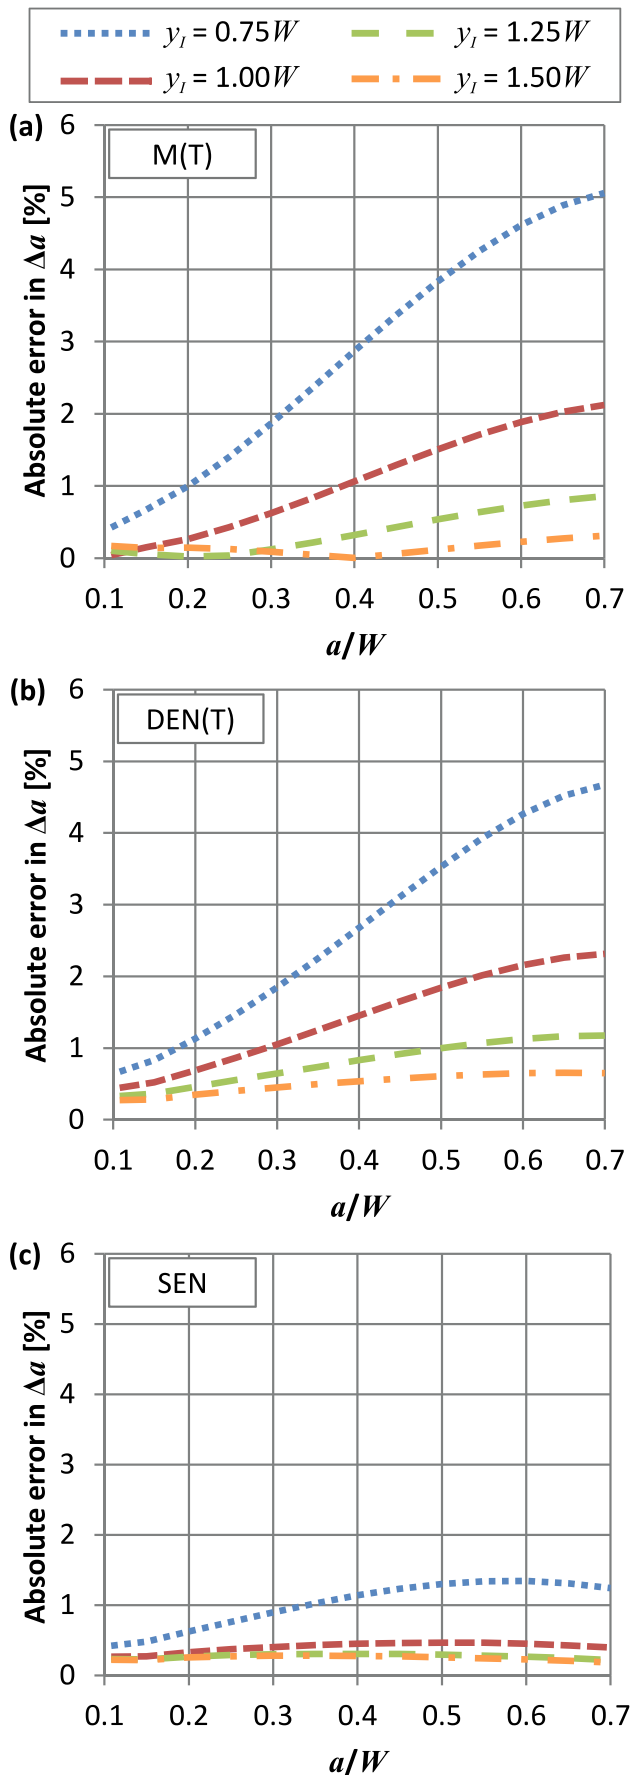 y_I = 0.75W
y_I = 1.25W
y_I = 1.00W
y_I = 1.50W
(a)
M(T)
Absolute error in Δa [%]
6
5
4
3
2
1
0
0.1 0.2 0.3 0.4 0.5 0.6 0.7
a/W
(b)
DEN(T)
Absolute error in Δa [%]
6
5
4
3
2
1
0
0.1 0.2 0.3 0.4 0.5 0.6 0.7
a/W
(c)
SEN
Absolute error in Δa [%]
6
5
4
3
2
1
0
0.1 0.2 0.3 0.4 0.5 0.6 0.7
a/W